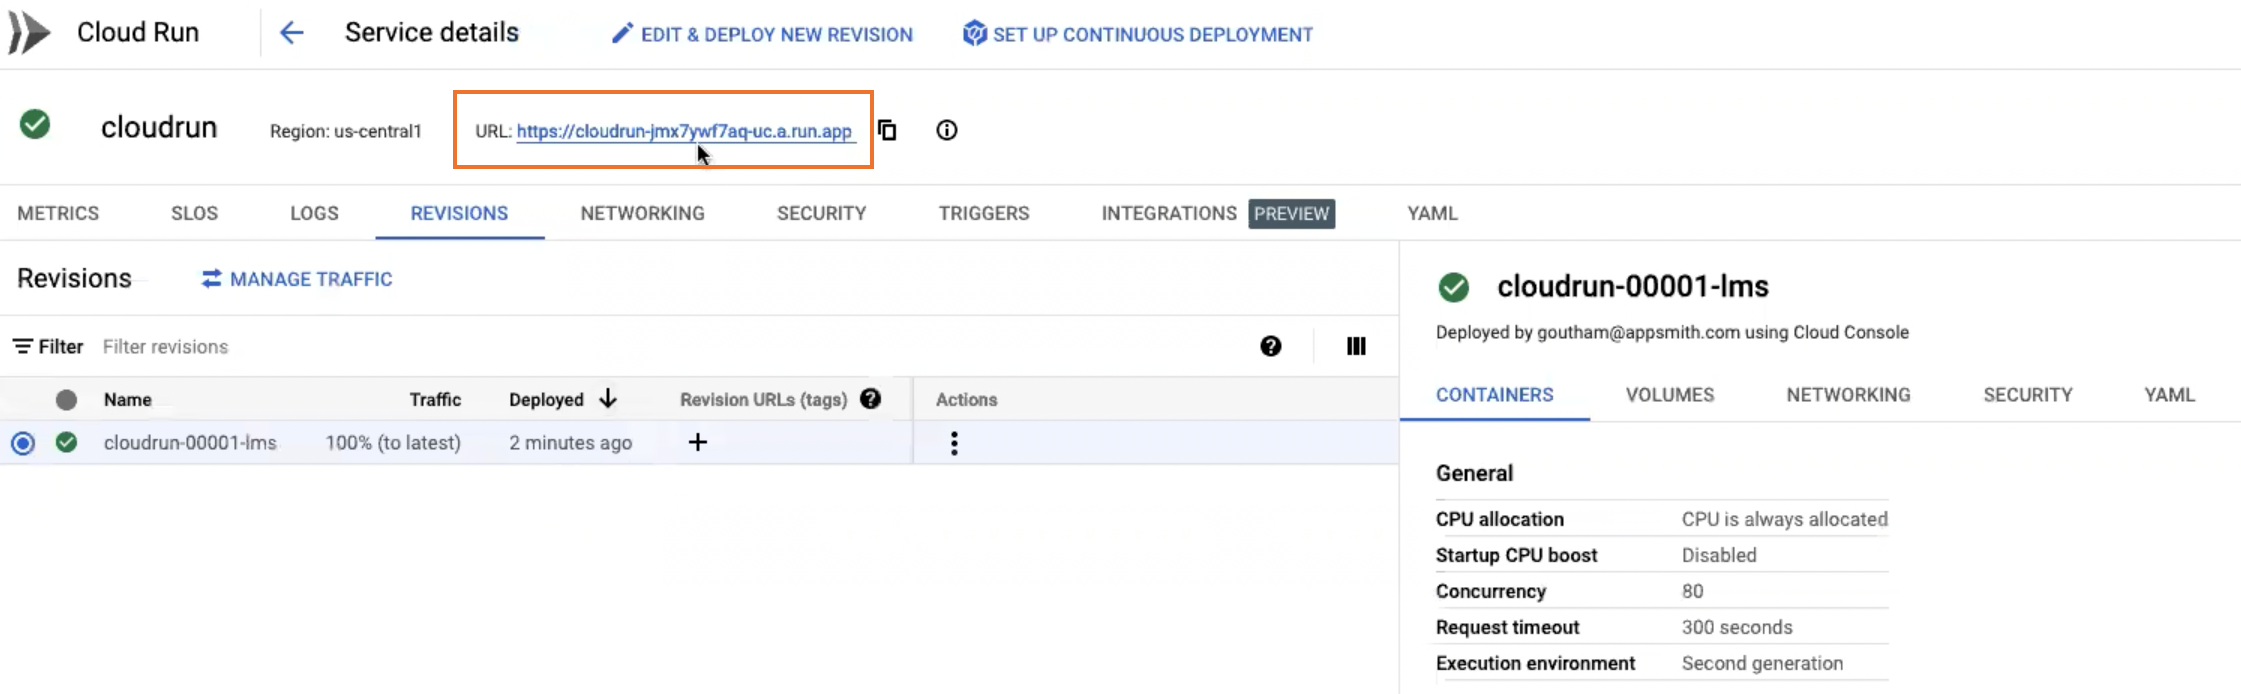 Cloud Run
Service details
EDIT & DEPLOY NEW REVISION
SET UP CONTINUOUS DEPLOYMENT
cloudrun
Region: us-central1
URL: https://cloudrun-jmx7ywf7aq-uc.a.run.app
METRICS
SLOS
LOGS
REVISIONS
NETWORKING
SECURITY
TRIGGERS
INTEGRATIONS PREVIEW
YAML
Revisions
MANAGE TRAFFIC
Filter Filter revisions
Name Traffic Deployed Revision URLs (tags) Actions
cloudrun-00001-lms 100% (to latest) 2 minutes ago
cloudrun-00001-lms
Deployed by goutham@appsmith.com using Cloud Console
CONTAINERS
VOLUMES
NETWORKING
SECURITY
YAML
General
CPU allocation CPU is always allocated
Startup CPU boost Disabled
Concurrency 80
Request timeout 300 seconds
Execution environment Second generation